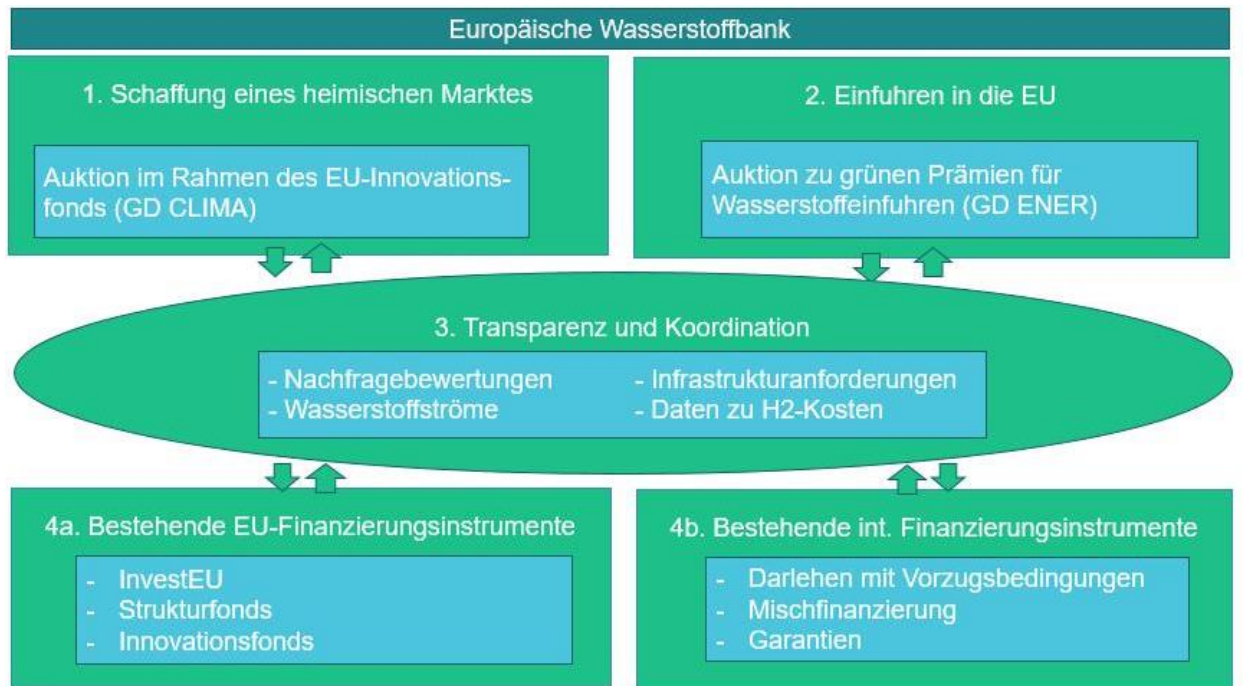 Europäische Wasserstoffbank
1. Schaffung eines heimischen Marktes
Auktion im Rahmen des EU-Innovations-
fonds (GD CLIMA)
2. Einfuhren in die EU
Auktion zu grünen Prämien für
Wasserstoffeinfuhren (GD ENER)
3. Transparenz und Koordination
- Nachfragebewertungen
- Wasserstoffströme
- Infrastrukturanforderungen
- Daten zu H2-Kosten
4a. Bestehende EU-Finanzierungsinstrumente
- InvestEU
- Strukturfonds
- Innovationsfonds
4b. Bestehende int. Finanzierungsinstrumente
- Darlehen mit Vorzugsbedingungen
- Mischfinanzierung
- Garantien